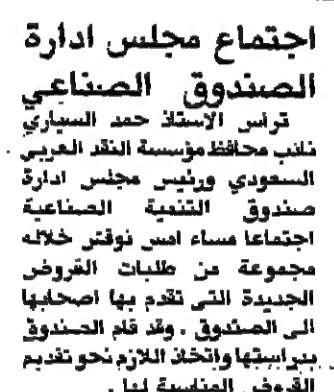 اجتماع مجلس ادارة
الصندوق الصناعي
ترأس الاستاذ حمد السياري
نائب محافظ مؤسسة النقد العربي
السعودي ورئيس مجلس ادارة
صندوق التنمية الصناعية
اجتماعا مساء امس نوقش خلاله
مجموعة من طلبات القروض
الجديدة التي تقدم بها اصحابها
الى الصندوق . وقد قام الصندوق
بدراستها واتخاذ اللازم نحو تقديم
القروض المناسبة لها .